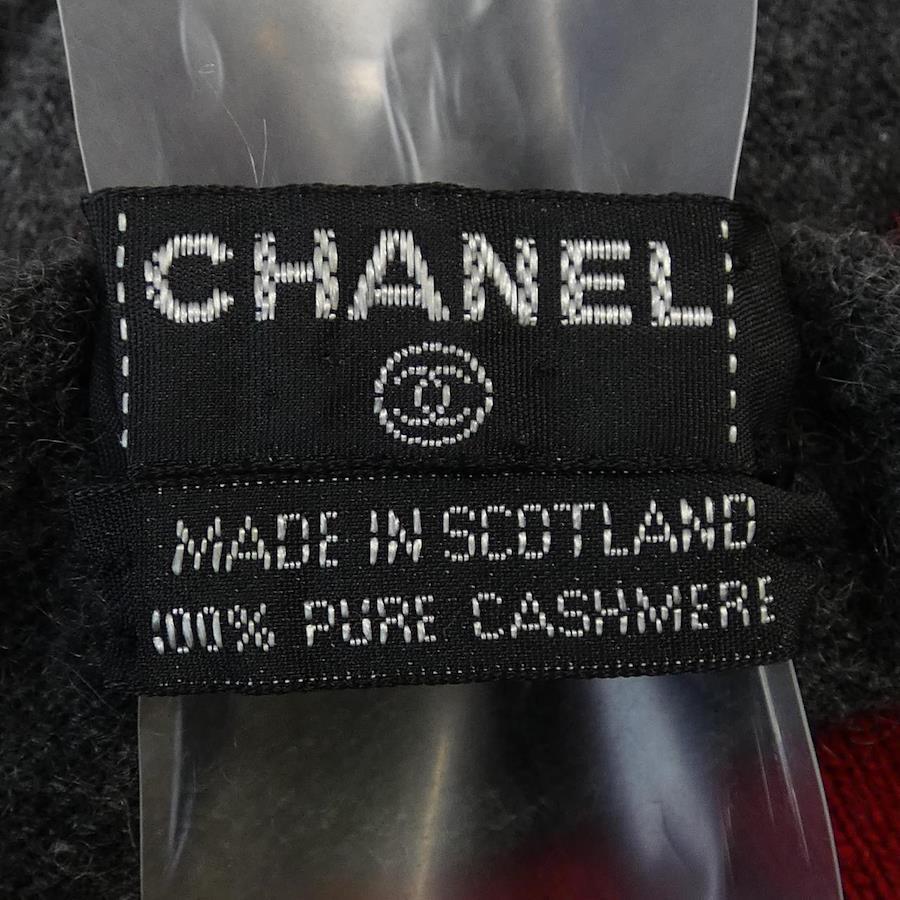 CHANEL
MADE IN SCOTLAND
100% PURE CASHMERE